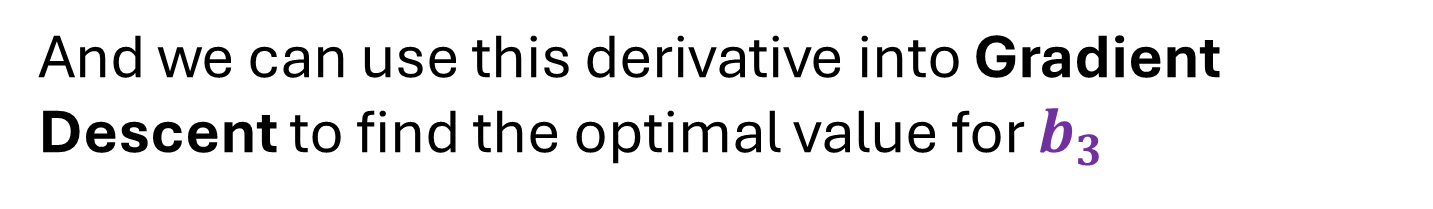 And we can use this derivative into Gradient
Descent to find the optimal value for b₃